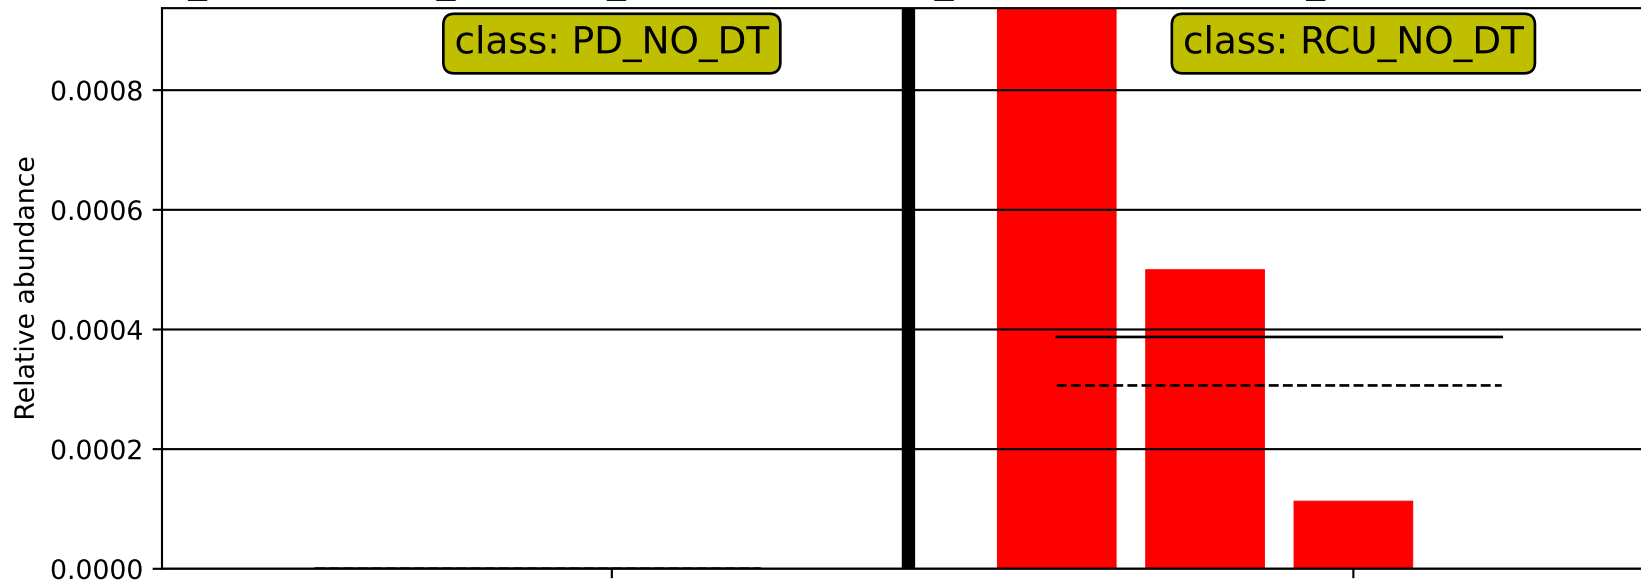 class: PD_NO_DT
class: RCU_NO_DT
0.0008
0.0006
0.0004
0.0002
0.0000
Relative abundance